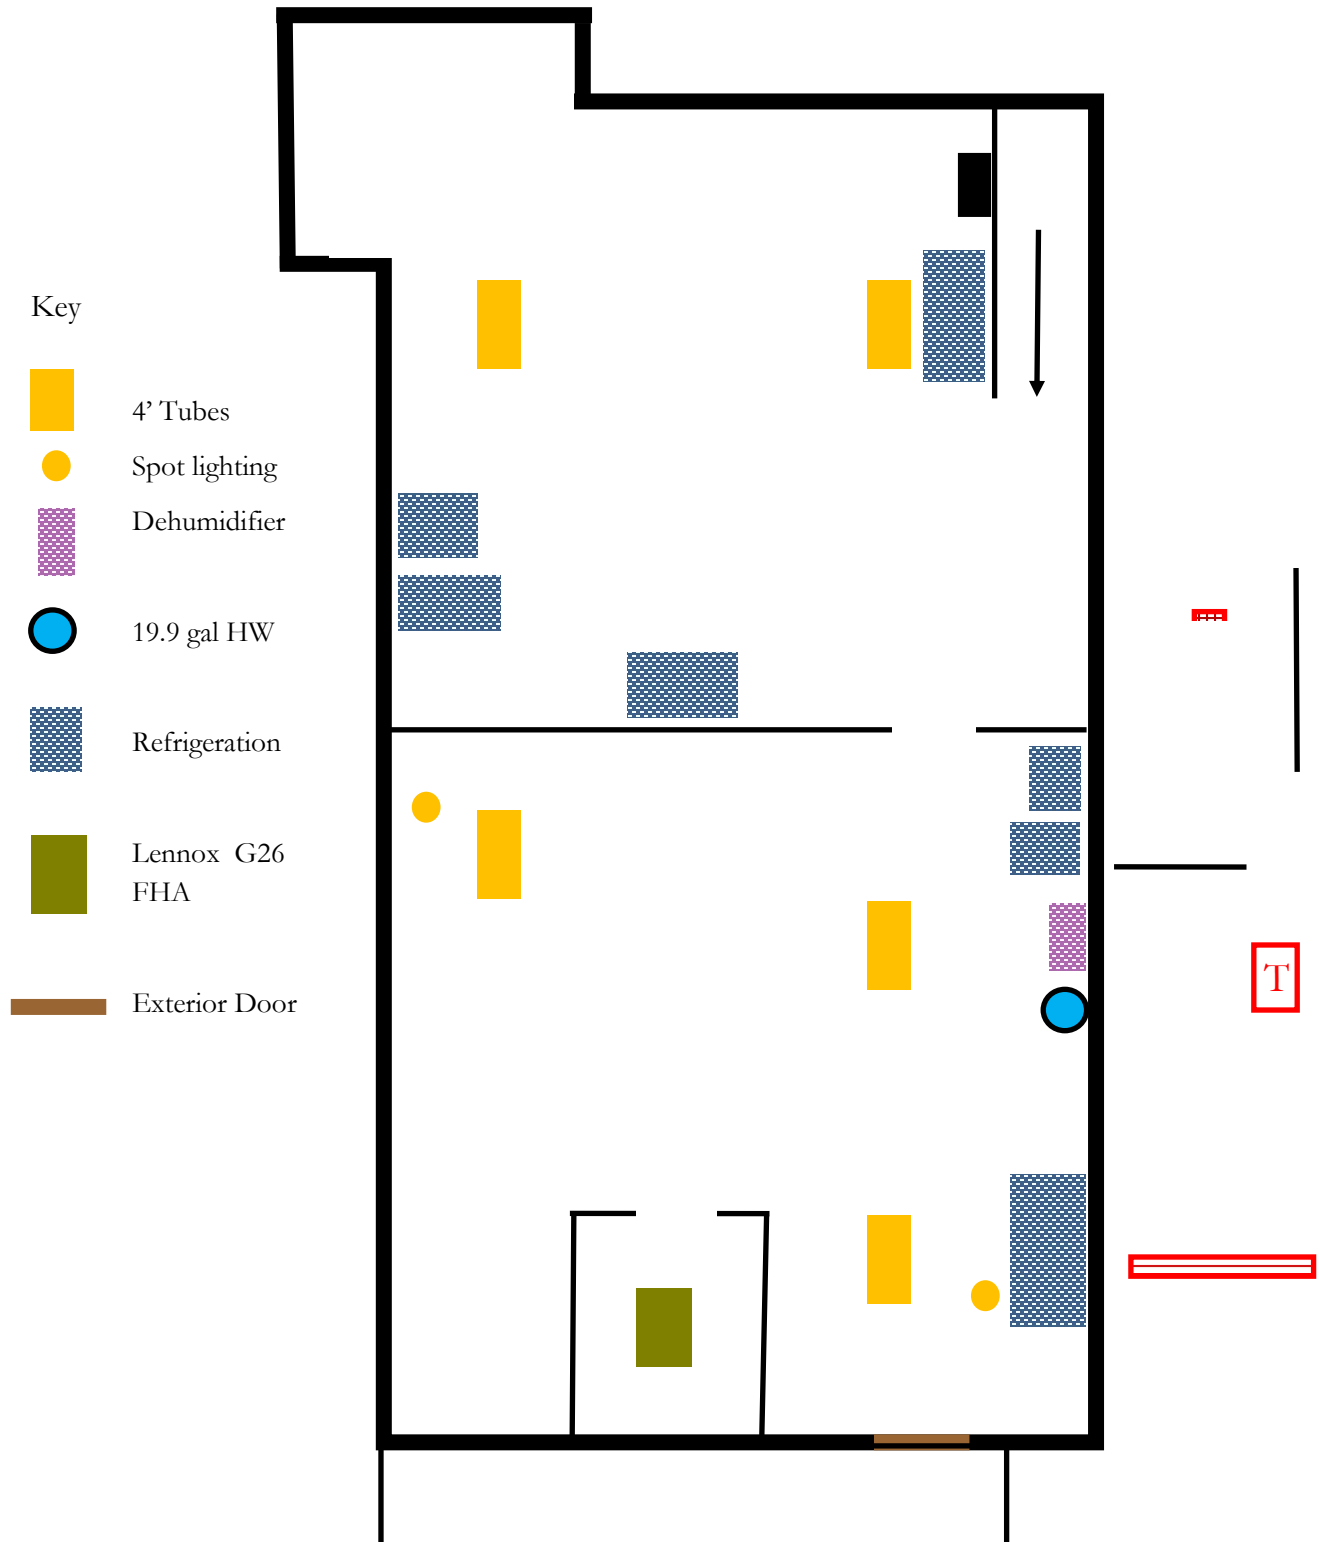 Key
4’ Tubes
Spot lighting
Dehumidifier
19.9 gal HW
Refrigeration
Lennox G26
FHA
Exterior Door
T